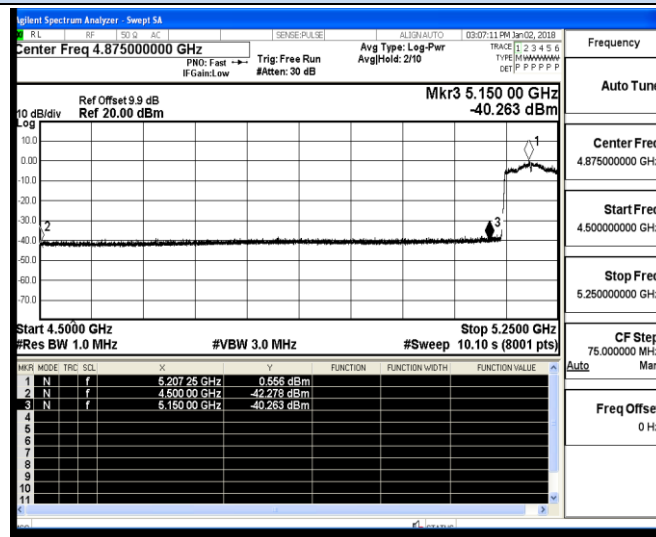 Agilent Spectrum Analyzer - Swept SA
RL RF 50 Ω AC SENSE:PULSE ALIGNAUTO 03:07:11 PM Jan 02, 2018
Center Freq 4.875000000 GHz
PNO: Fast
IFGain:Low
Trig: Free Run
#Atten: 30 dB
Avg Type: Log-Pwr
Avg|Hold: 2/10
TRACE 1 2 3 4 5 6
TYPE MWWWWW
DET P P P P P P
Ref Offset 9.9 dB
10 dB/div Ref 20.00 dBm
Mkr3 5.150 00 GHz
-40.263 dBm
Log
10.0
0.00
-10.0
-20.0
-30.0
-40.0
-50.0
-60.0
-70.0
1
2
3
Start 4.5000 GHz Stop 5.2500 GHz
#Res BW 1.0 MHz #VBW 3.0 MHz #Sweep 10.10 s (8001 pts)
MKR MODE TRC SCL X Y FUNCTION FUNCTION WIDTH FUNCTION VALUE
1 N f 5.207 25 GHz 0.556 dBm
2 N f 4.500 00 GHz -42.278 dBm
3 N f 5.150 00 GHz -40.263 dBm
4
5
6
7
8
9
10
11
STATUS
Frequency
Auto Tune
Center Freq
4.875000000 GHz
Start Freq
4.500000000 GHz
Stop Freq
5.250000000 GHz
CF Step
75.000000 MHz
Auto Man
Freq Offset
0 Hz